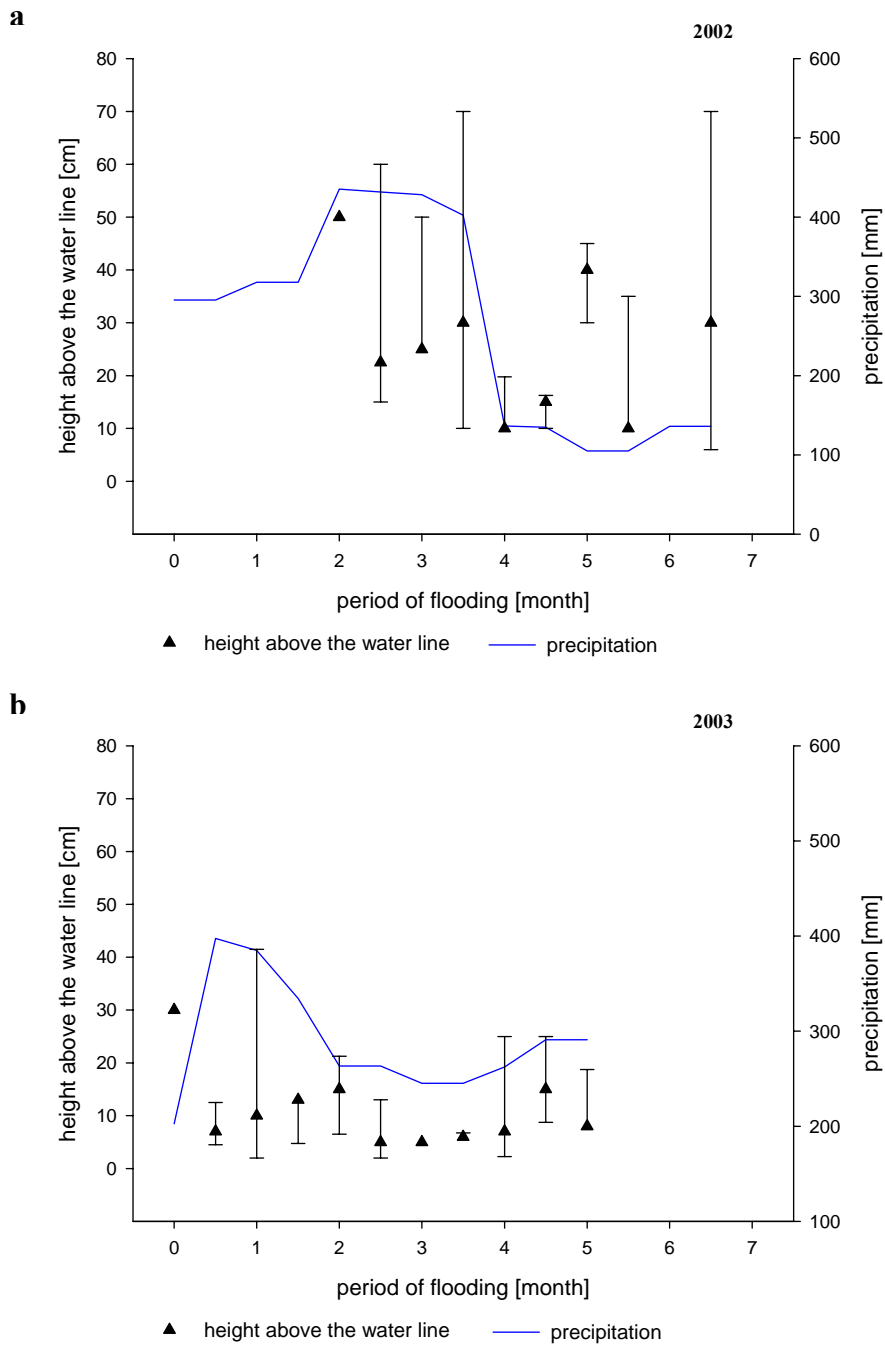 a
2002
80
70
60
50
40
30
20
10
0
height above the water line [cm]
600
500
400
300
200
100
0
precipitation [mm]
0 1 2 3 4 5 6 7
period of flooding [month]
height above the water line precipitation
b
2003
80
70
60
50
40
30
20
10
0
height above the water line [cm]
600
500
400
300
200
100
precipitation [mm]
0 1 2 3 4 5 6 7
period of flooding [month]
height above the water line precipitation